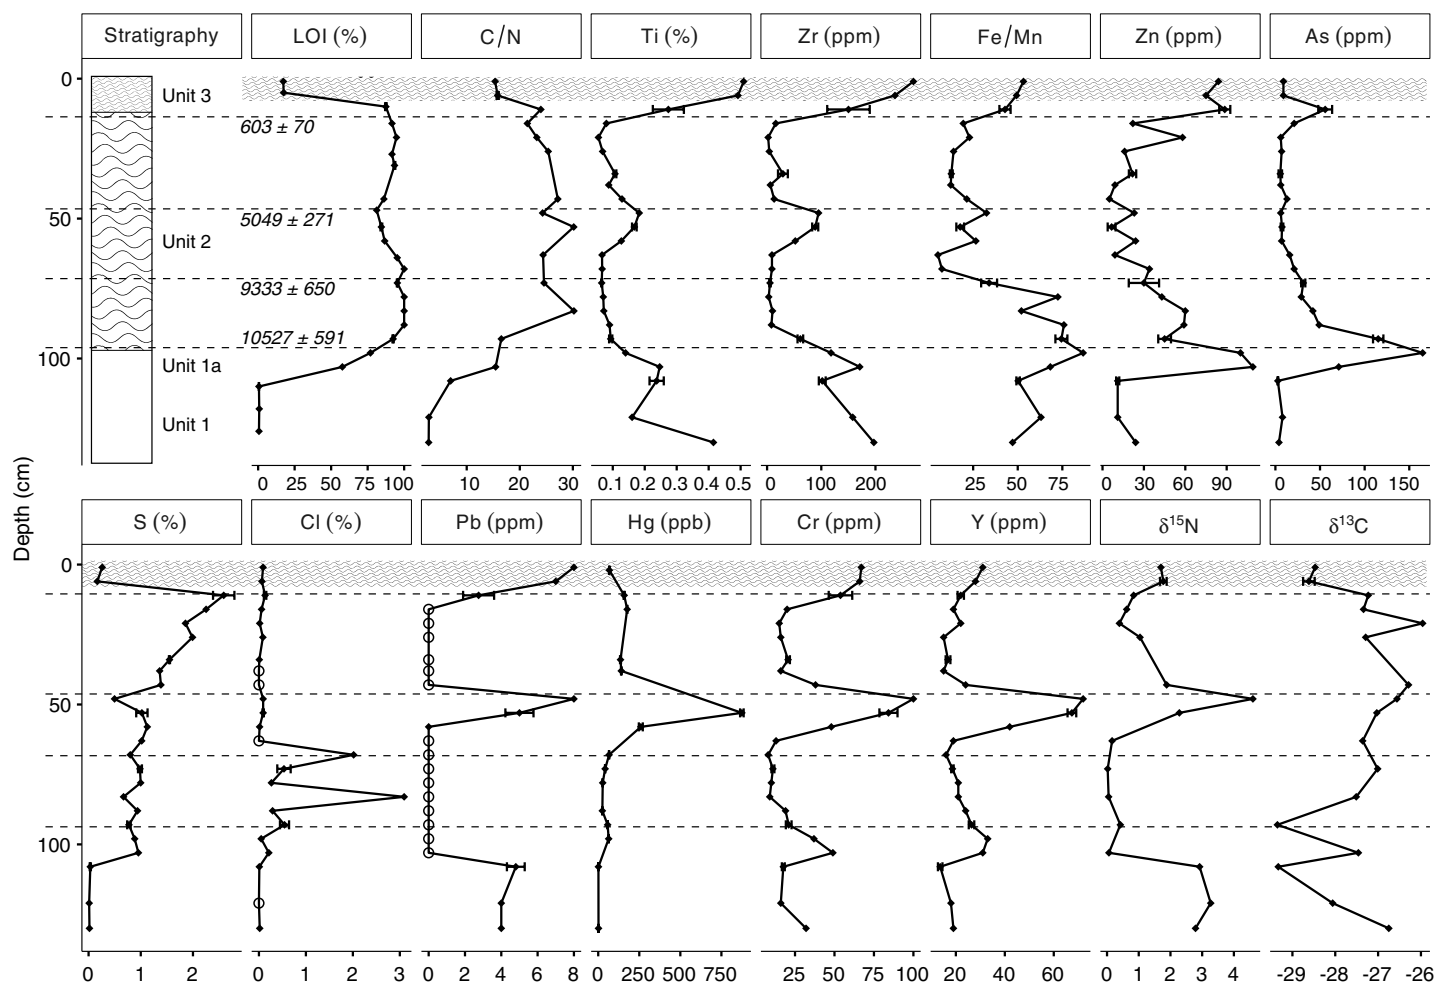 Stratigraphy LOI (%) C/N Ti (%) Zr (ppm) Fe/Mn Zn (ppm) As (ppm)
0
Unit 3
603 ± 70
50
5049 ± 271
Unit 2
9333 ± 650
10527 ± 591
100
Unit 1a
Unit 1
0 25 50 75 100 10 20 30 0.1 0.2 0.3 0.4 0.5 0 100 200 25 50 75 0 30 60 90 0 50 100 150
Depth (cm)
S (%) Cl (%) Pb (ppm) Hg (ppb) Cr (ppm) Y (ppm) δ¹⁵N δ¹³C
0
50
100
0 1 2 0 1 2 3 0 2 4 6 8 0 250 500 750 25 50 75 100 20 40 60 0 1 2 3 4 -29 -28 -27 -26